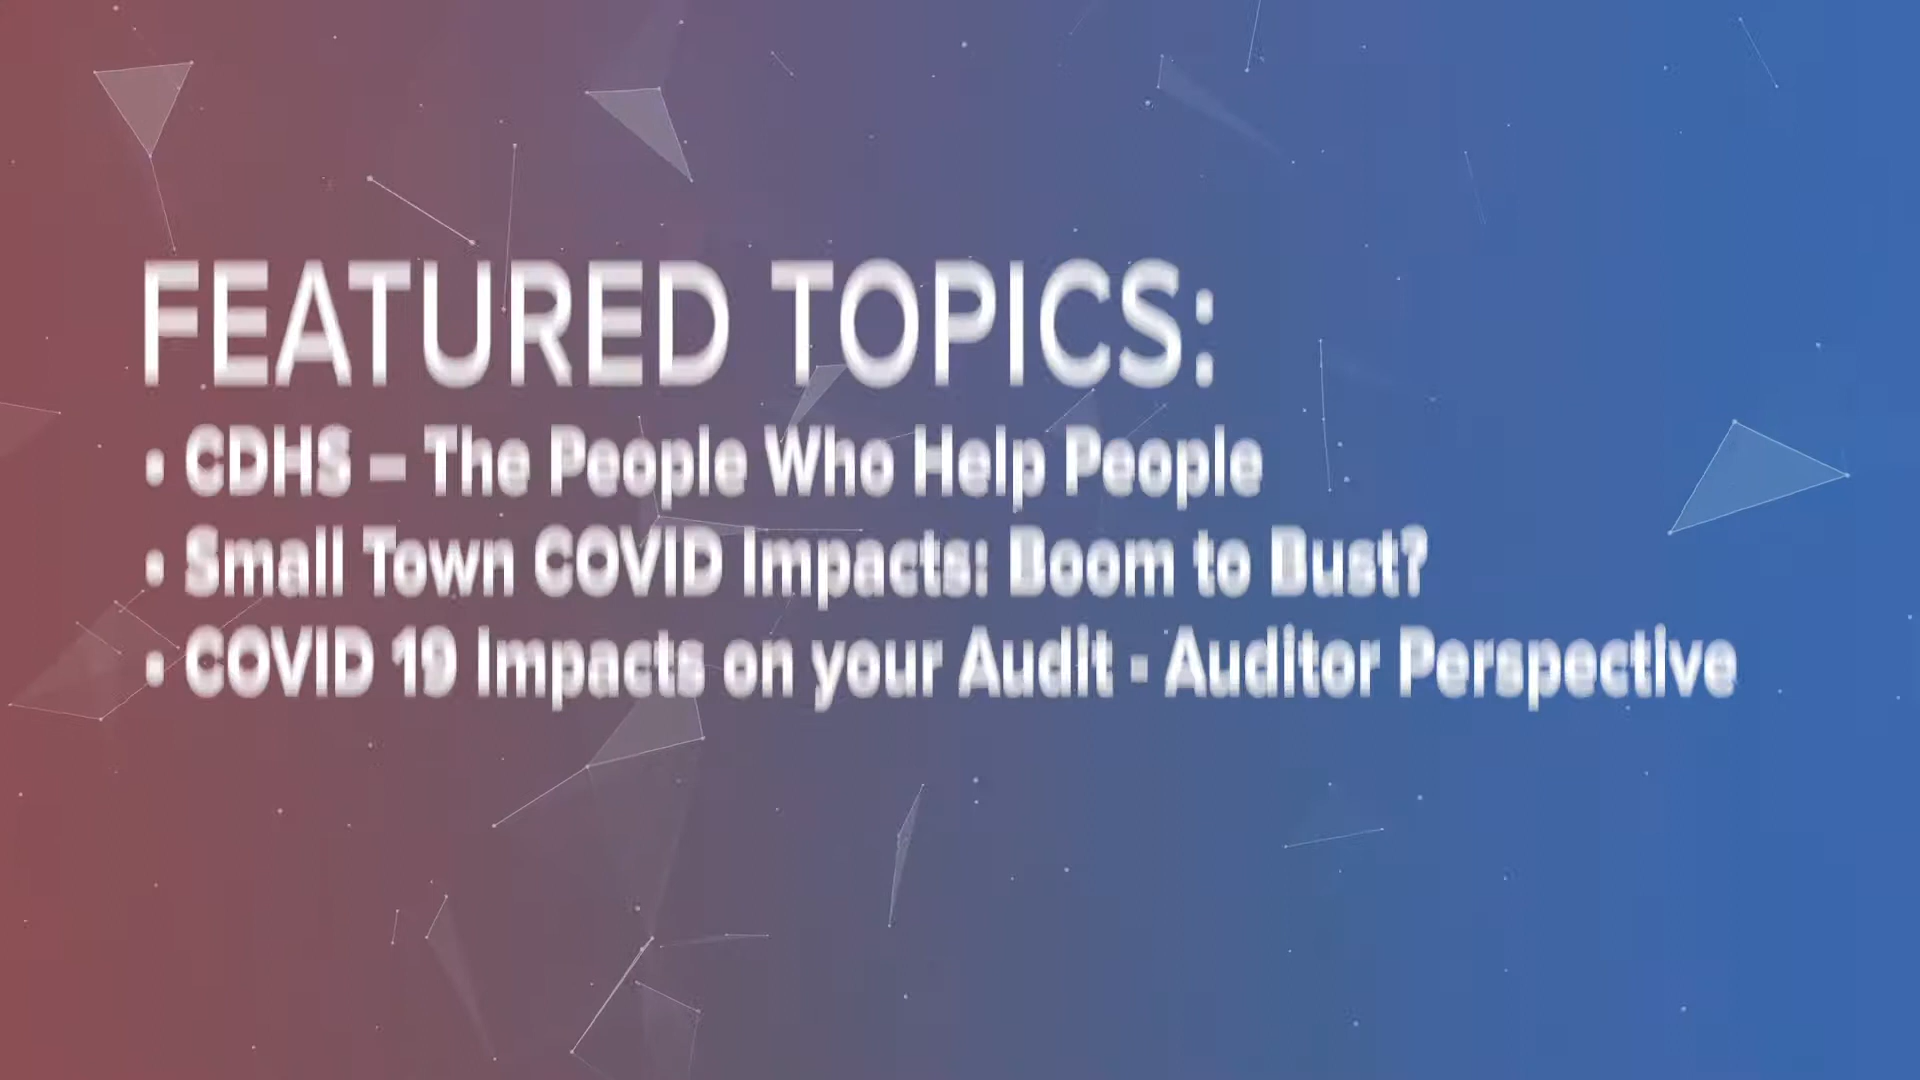 FEATURED TOPICS:
• CDHS – The People Who Help People
• Small Town COVID Impacts: Boom to Bust?
• COVID 19 Impacts on your Audit - Auditor Perspective